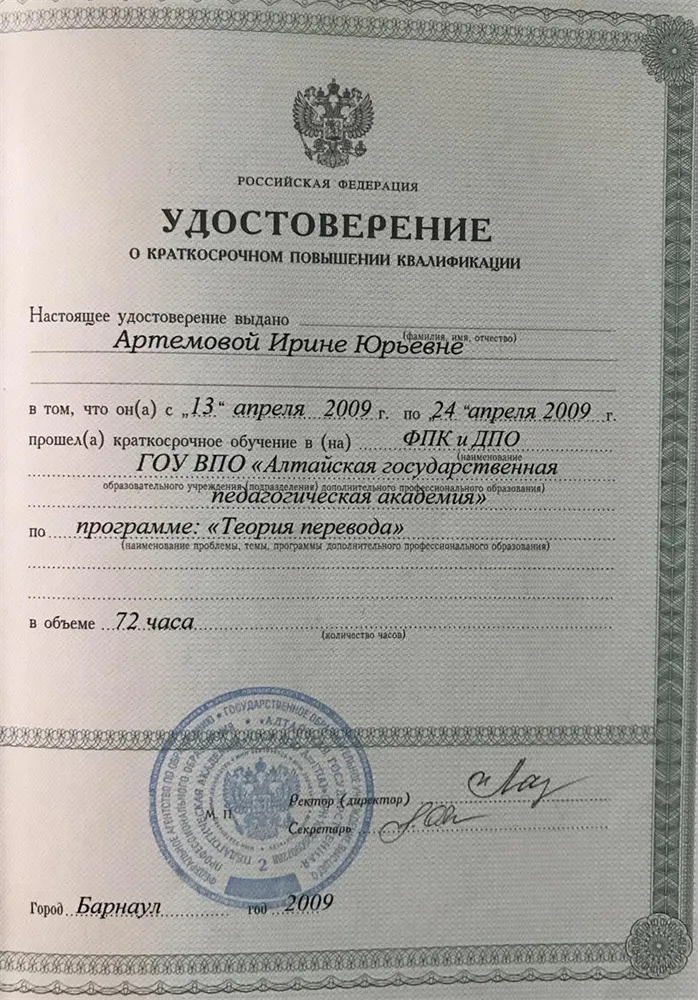 РОССИЙСКАЯ ФЕДЕРАЦИЯ
УДОСТОВЕРЕНИЕ
О КРАТКОСРОЧНОМ ПОВЫШЕНИИ КВАЛИФИКАЦИИ
Настоящее удостоверение выдано
(фамилия, имя, отчество)
Артемовой Ирине Юрьевне
в том, что он(а) с „13“ апреля 2009 г. по „24“ апреля 2009 г.
прошел(а) краткосрочное обучение в (на) ФПК и ДПО
(наименование
ГОУ ВПО «Алтайская государственная
образовательного учреждения (подразделения) дополнительного профессионального образования)
педагогическая академия»
по программе: «Теория перевода»
(наименование проблемы, темы, программы дополнительного профессионального образования)
в объеме 72 часа
(количество часов)
М. П.
Ректор (директор)
Секретарь
2
Город Барнаул год 2009